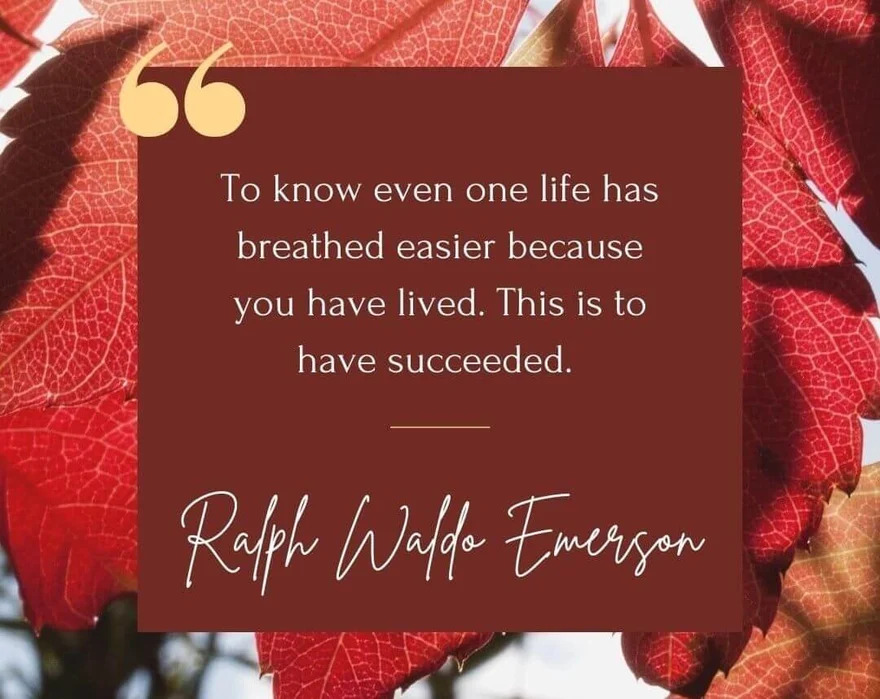 “
To know even one life has
breathed easier because
you have lived. This is to
have succeeded.
Ralph Waldo Emerson